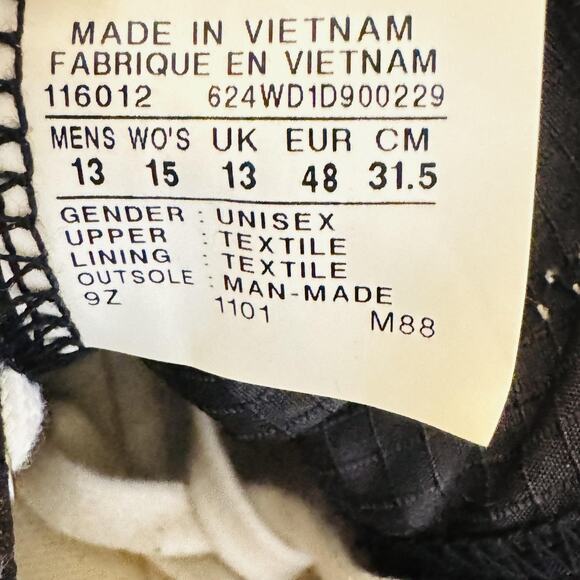 MADE IN VIETNAM
FABRIQUE EN VIETNAM
116012 624WD1D900229
MENS WO'S UK EUR CM
13 15 13 48 31.5
GENDER : UNISEX
UPPER : TEXTILE
LINING : TEXTILE
OUTSOLE : MAN-MADE
9Z 1101 M88